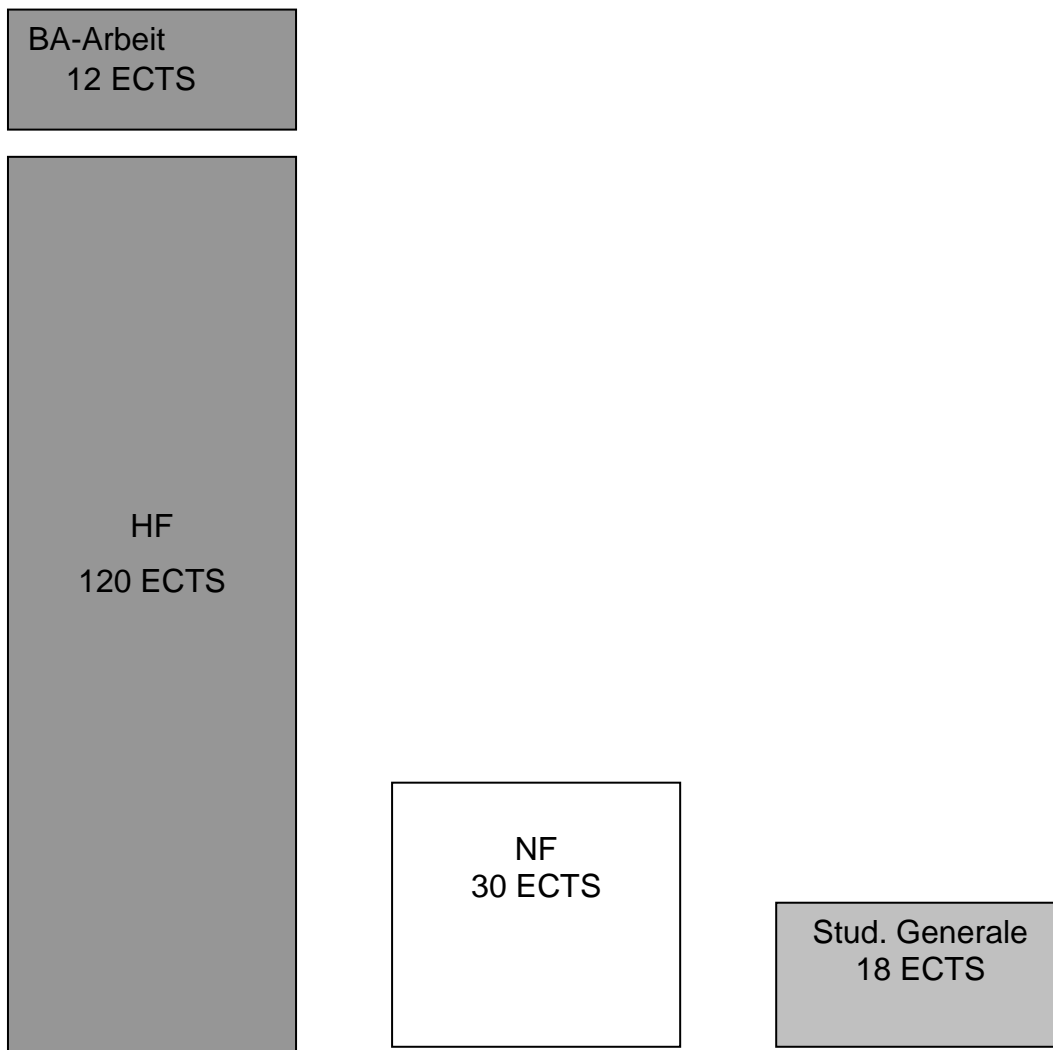 BA-Arbeit
12 ECTS
HF
120 ECTS
NF
30 ECTS
Stud. Generale
18 ECTS